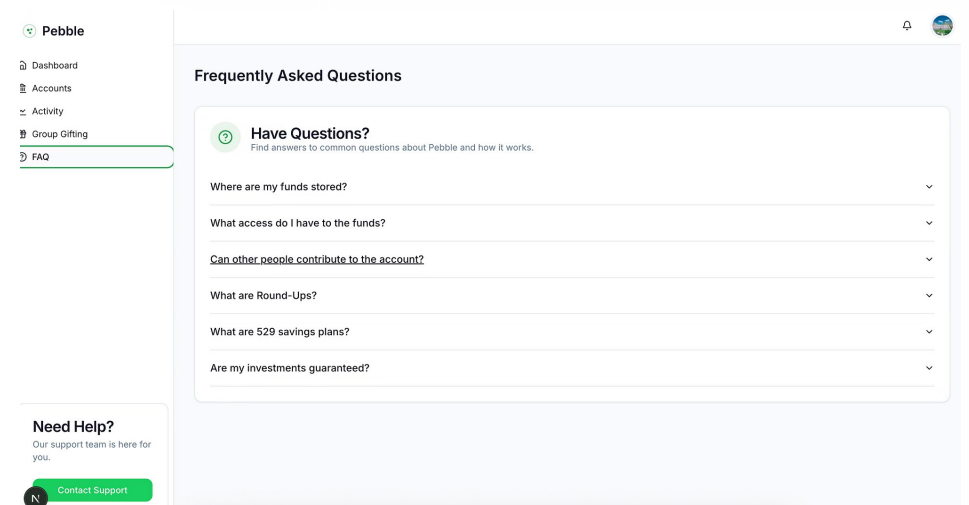 Pebble
Dashboard
Accounts
Activity
Group Gifting
FAQ
Frequently Asked Questions
Have Questions?
Find answers to common questions about Pebble and how it works.
Where are my funds stored?
What access do I have to the funds?
Can other people contribute to the account?
What are Round-Ups?
What are 529 savings plans?
Are my investments guaranteed?
Need Help?
Our support team is here for
you.
Contact Support
N